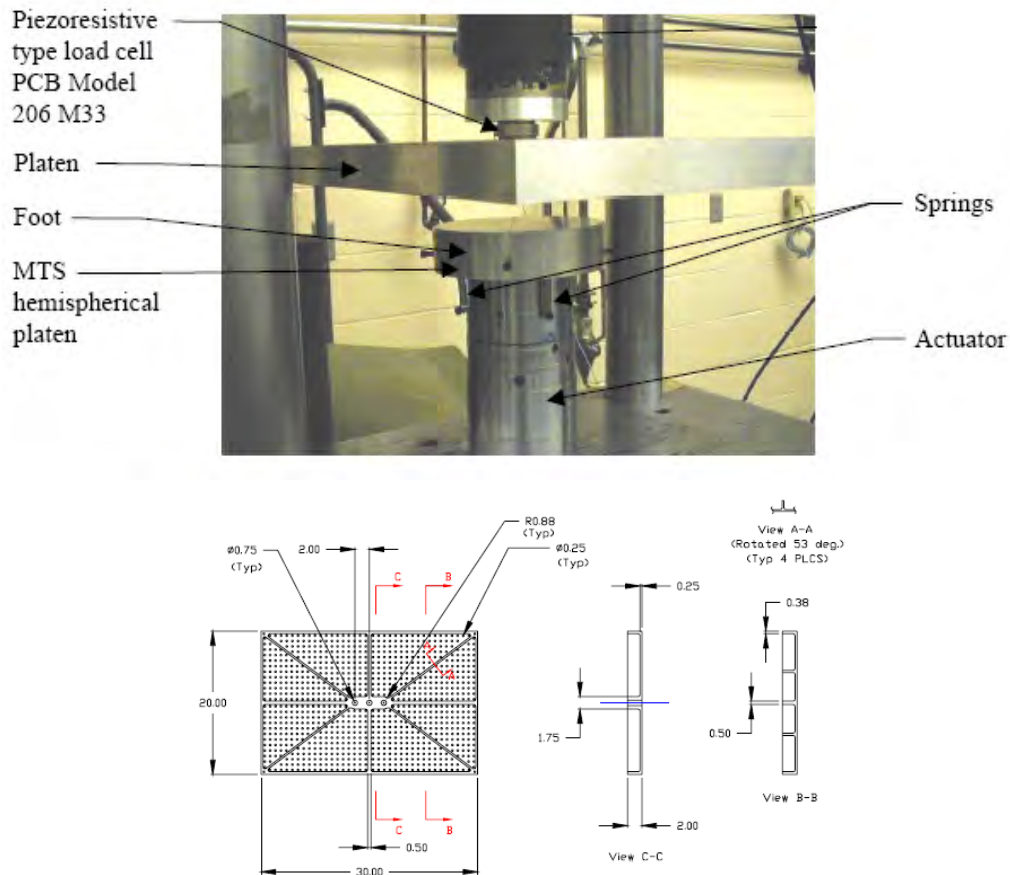 Piezoresistive
type load cell
PCB Model
206 M33
Platen
Foot
MTS
hemispherical
platen
Springs
Actuator
Ø0.75
(Typ)
2.00
R0.88
(Typ)
Ø0.25
(Typ)
C
B
A
A
20.00
C
B
0.50
30.00
0.25
1.75
2.00
View C-C
View A-A
(Rotated 53 deg.)
(Typ 4 PLCS)
0.38
0.50
View B-B